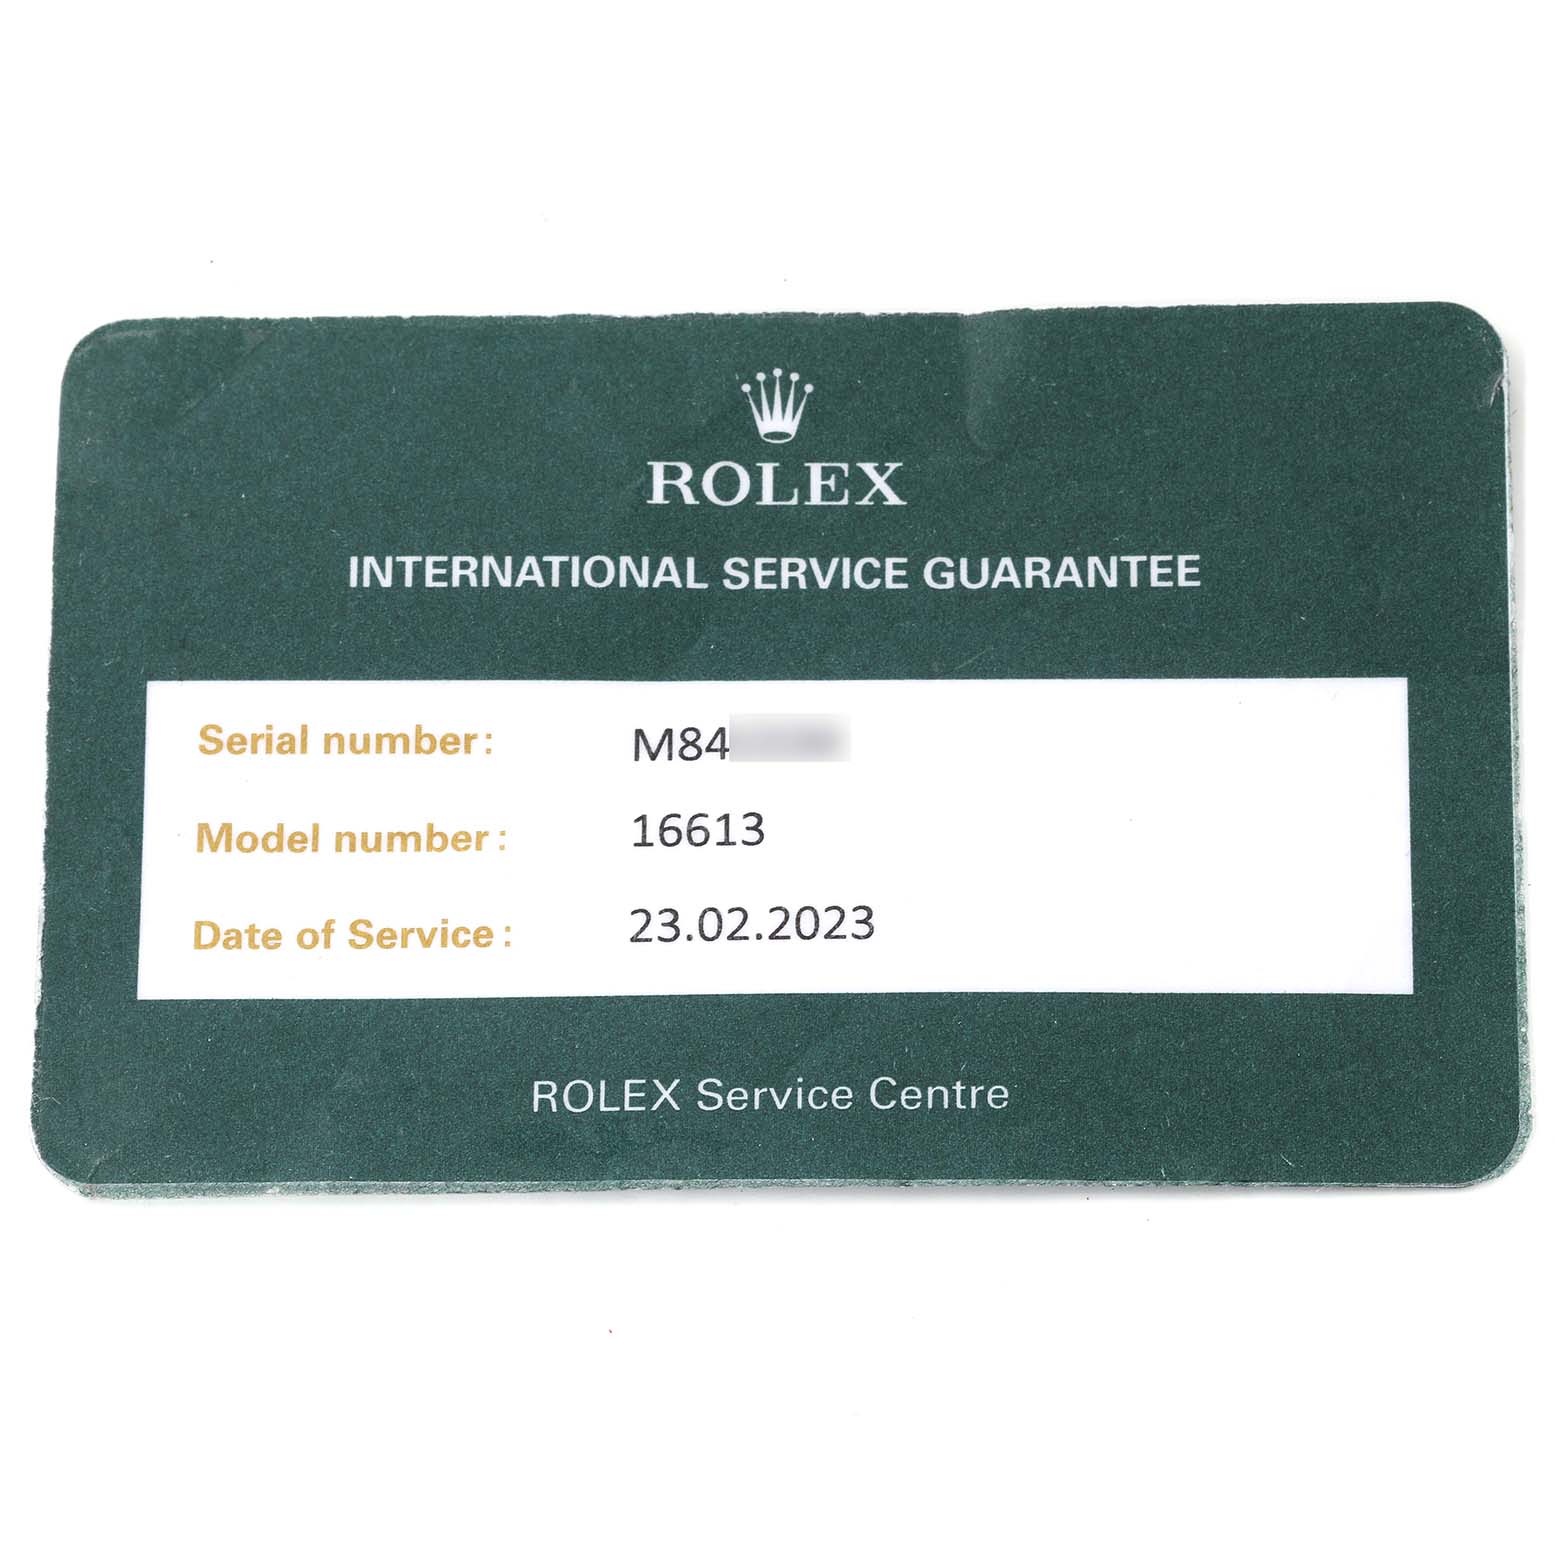 ROLEX
INTERNATIONAL SERVICE GUARANTEE
Serial number: M84
Model number: 16613
Date of Service: 23.02.2023
ROLEX Service Centre